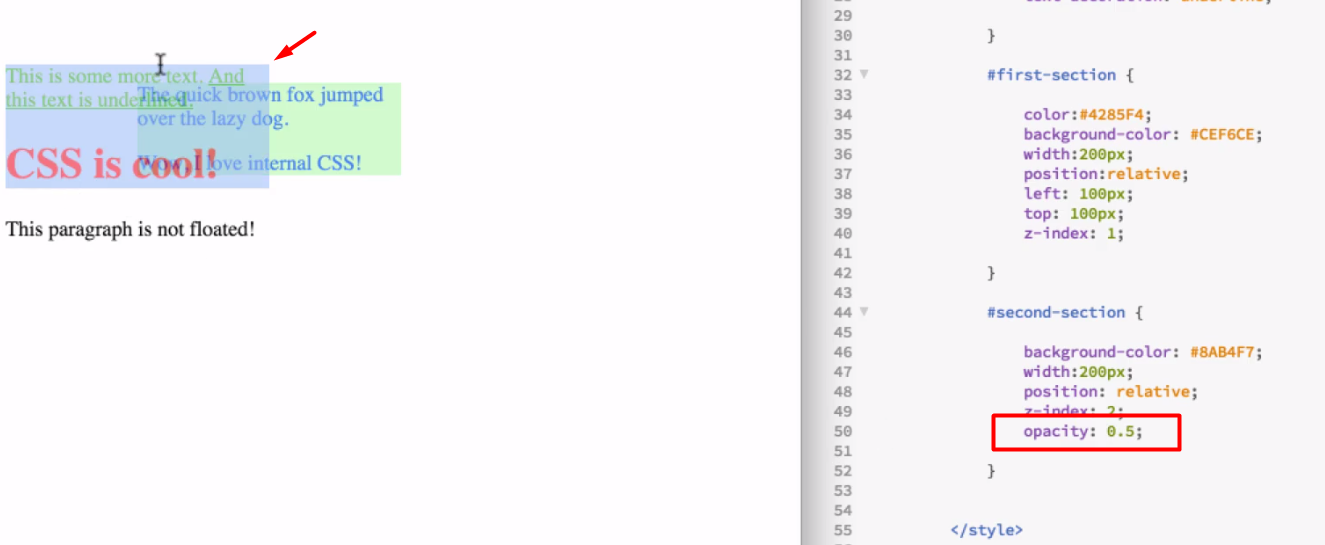 This is some more text. And
this text is underlined.
The quick brown fox jumped
over the lazy dog.
CSS is cool!
Wow, I love internal CSS!
This paragraph is not floated!
29
30 }
31
32 #first-section {
33
34 color:#4285F4;
35 background-color: #CEF6CE;
36 width:200px;
37 position:relative;
38 left: 100px;
39 top: 100px;
40 z-index: 1;
41
42 }
43
44 #second-section {
45
46 background-color: #8AB4F7;
47 width:200px;
48 position: relative;
49 z-index: 2;
50 opacity: 0.5;
51
52 }
53
54
55 </style>